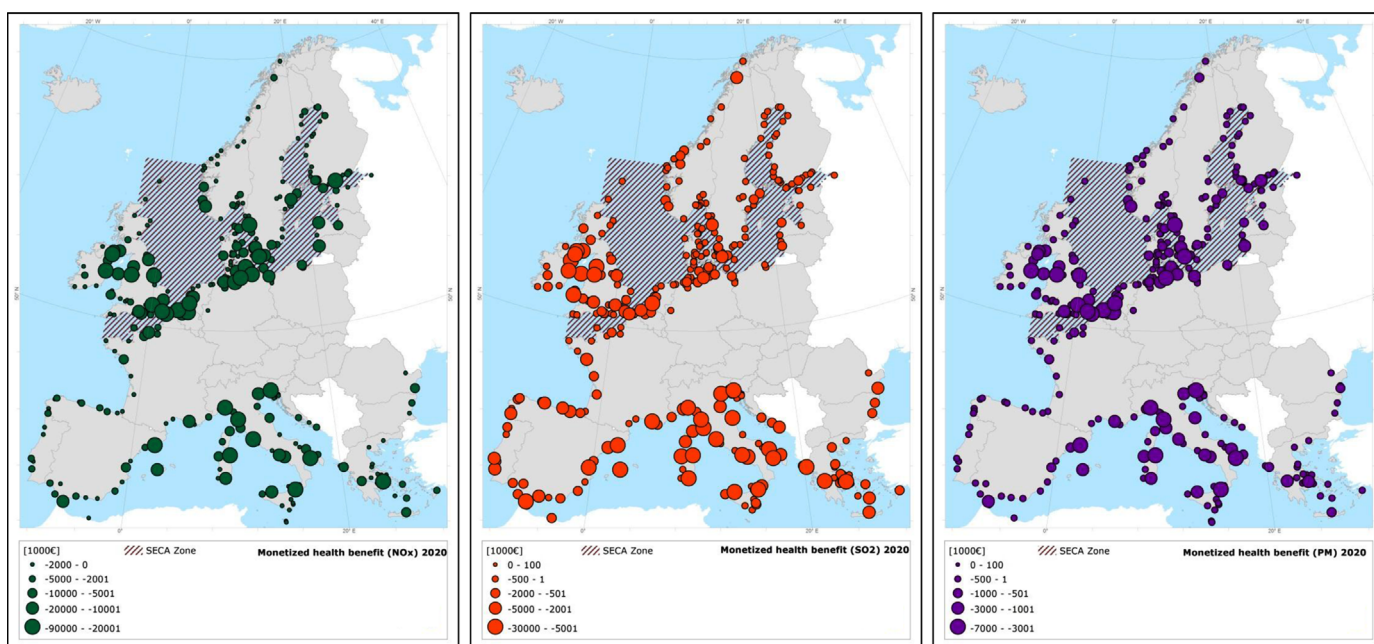 20° W 0° 20° E 40° E
50° N
50° N
0° 20° E
[1000€] SECA Zone Monetized health benefit (NOx) 2020
-2000 - 0
-5000 - -2001
-10000 - -5001
-20000 - -10001
-90000 - -20001
20° W 0° 20° E 40° E
50° N
50° N
0° 20° E
[1000€] SECA Zone Monetized health benefit (SO2) 2020
0 - 100
-500 - 1
-2000 - -501
-5000 - -2001
-30000 - -5001
20° W 0° 20° E 40° E
50° N
50° N
0° 20° E
[1000€] SECA Zone Monetized health benefit (PM) 2020
0 - 100
-500 - 1
-1000 - -501
-3000 - -1001
-7000 - -3001